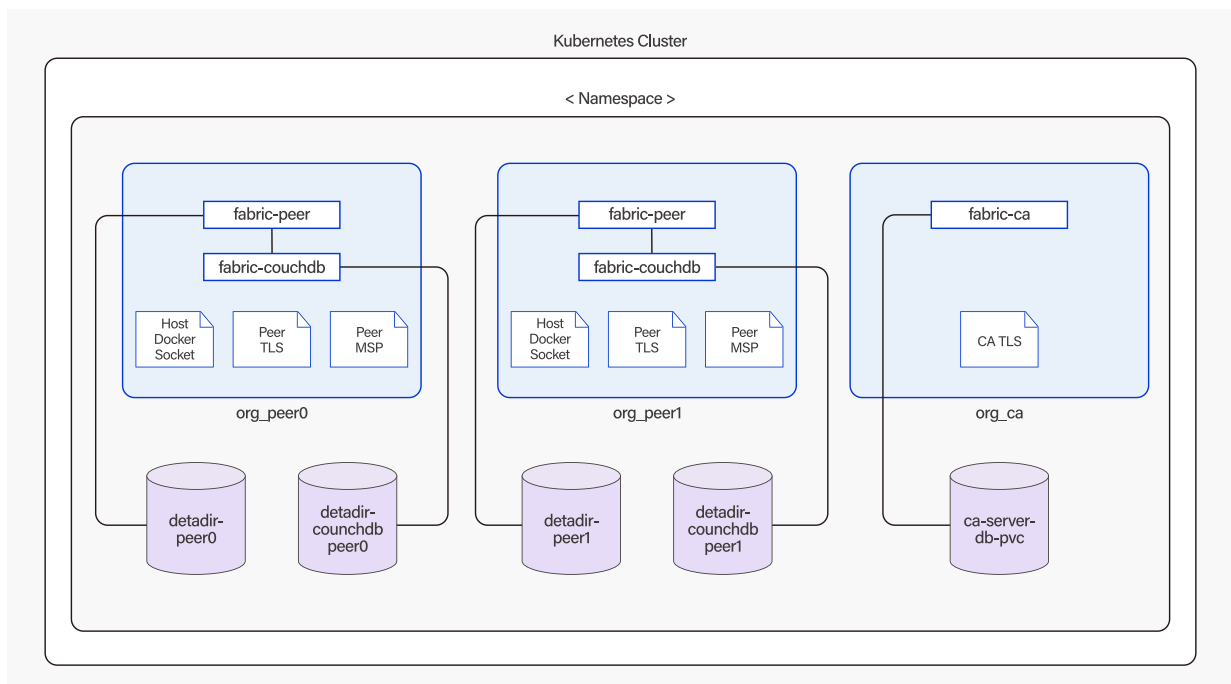 Kubernetes Cluster
< Namespace >
fabric-peer
fabric-couchdb
Host
Docker
Socket
Peer
TLS
Peer
MSP
org_peer0
fabric-peer
fabric-couchdb
Host
Docker
Socket
Peer
TLS
Peer
MSP
org_peer1
fabric-ca
CA TLS
org_ca
detadir-
peer0
detadir-
counchdb
peer0
detadir-
peer1
detadir-
counchdb
peer1
ca-server-
db-pvc